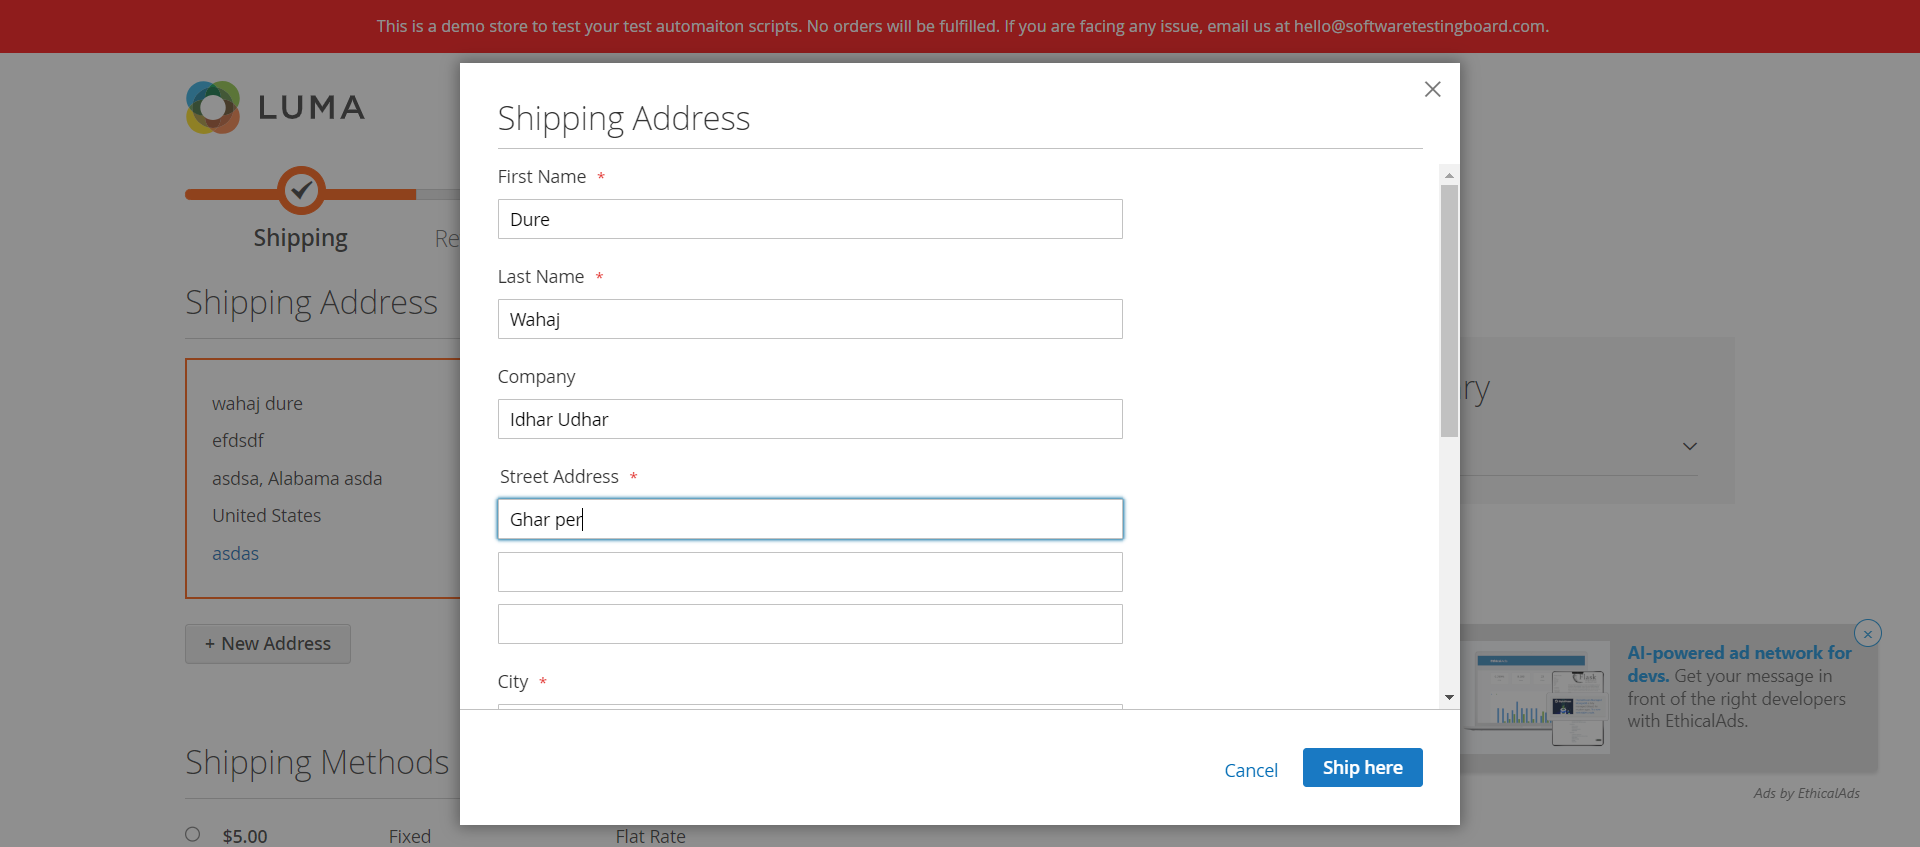 This is a demo store to test your test automaiton scripts. No orders will be fulfilled. If you are facing any issue, email us at hello@softwaretestingboard.com.
LUMA
Shipping
Re
Shipping Address
wahaj dure
efdsdf
asdsa, Alabama asda
United States
asdas
+ New Address
Shipping Methods
$5.00 Fixed Flat Rate
Shipping Address
First Name *
Dure
Last Name *
Wahaj
Company
Idhar Udhar
Street Address *
Ghar per
City *
Cancel Ship here
ry
AI-powered ad network for
devs. Get your message in
front of the right developers
with EthicalAds.
Ads by EthicalAds